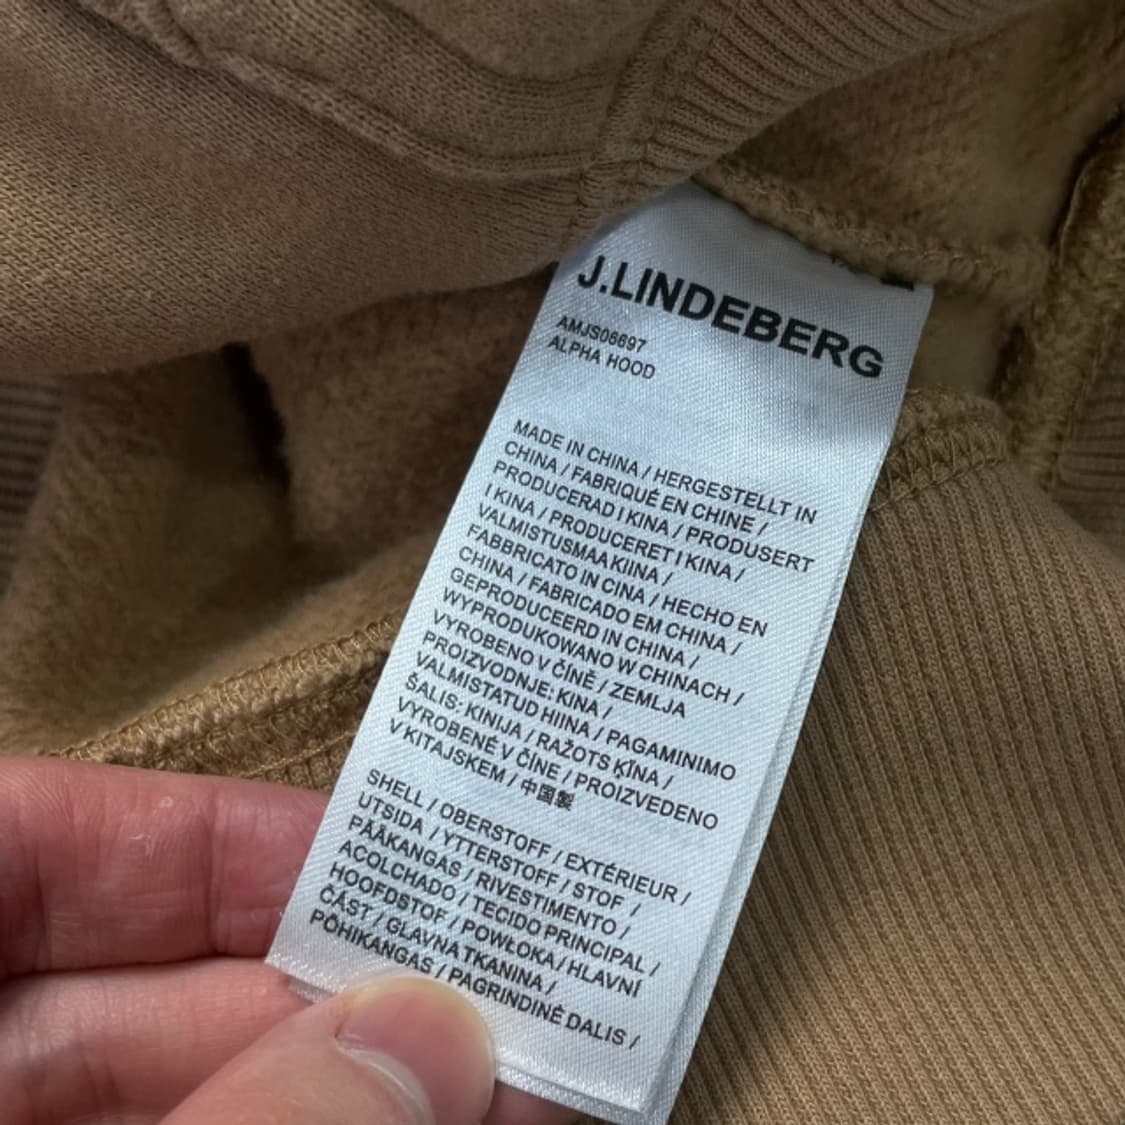 J.LINDEBERG
AMJS08697
ALPHA HOOD
MADE IN CHINA / HERGESTELLT IN
CHINA / FABRIQUÉ EN CHINE /
PRODUCERAD I KINA / PRODUSERT
I KINA / PRODUCERET I KINA /
VALMISTUSMAA KIINA /
FABBRICATO IN CINA / HECHO EN
CHINA / FABRICADO EM CHINA /
GEPRODUCEERD IN CHINA /
WYPRODUKOWANO W CHINACH /
VYROBENO V ČÍNĚ / ZEMLJA
PROIZVODNJE: KINA /
VALMISTATUD HIINA / PAGAMINIMO
ŠALIS: KINIJA / RAŽOTS ĶĪNA /
VYROBENÉ V ČÍNE / PROIZVEDENO
V KITAJSKEM / 中国製
SHELL / OBERSTOFF / EXTÉRIEUR /
UTSIDA / YTTERSTOFF / STOF /
PÄÄKANGAS / RIVESTIMENTO /
ACOLCHADO / TECIDO PRINCIPAL /
HOOFDSTOF / POWŁOKA / HLAVNÍ
ČÁST / GLAVNA TKANINA /
PÕHIKANGAS / PAGRINDINĖ DALIS /